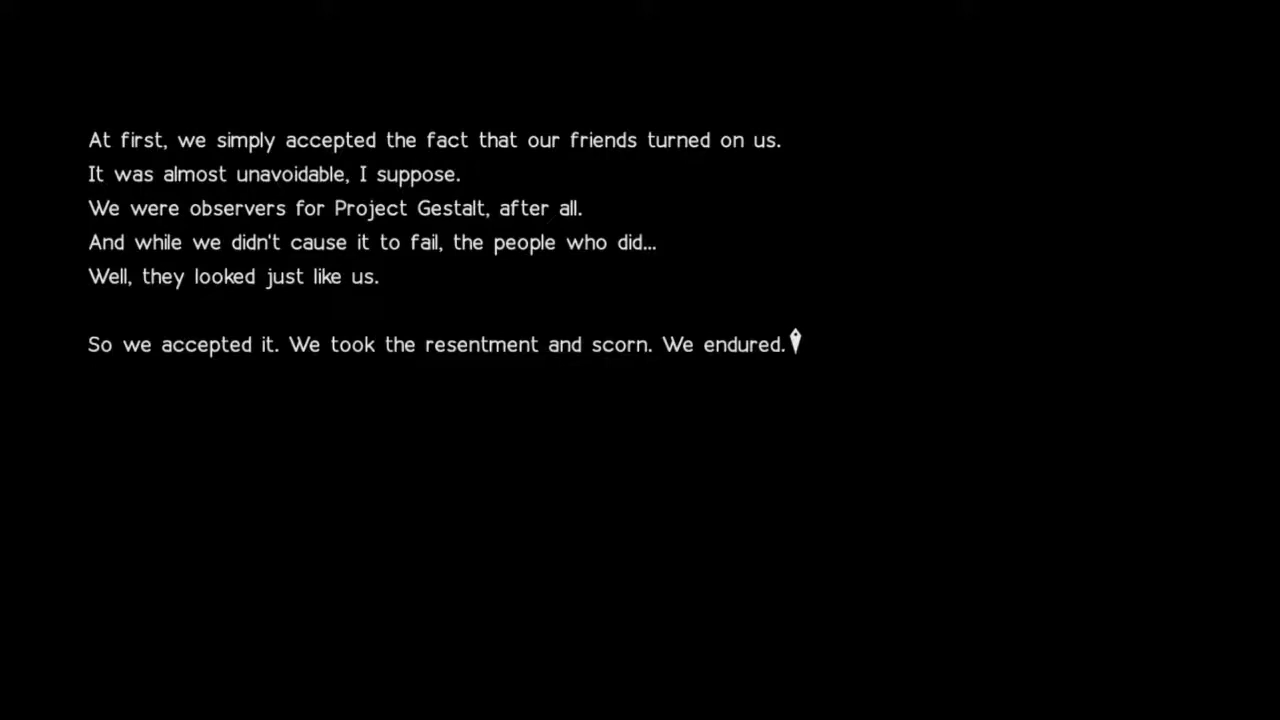 At first, we simply accepted the fact that our friends turned on us.
It was almost unavoidable, I suppose.
We were observers for Project Gestalt, after all.
And while we didn't cause it to fail, the people who did...
Well, they looked just like us.
So we accepted it. We took the resentment and scorn. We endured.